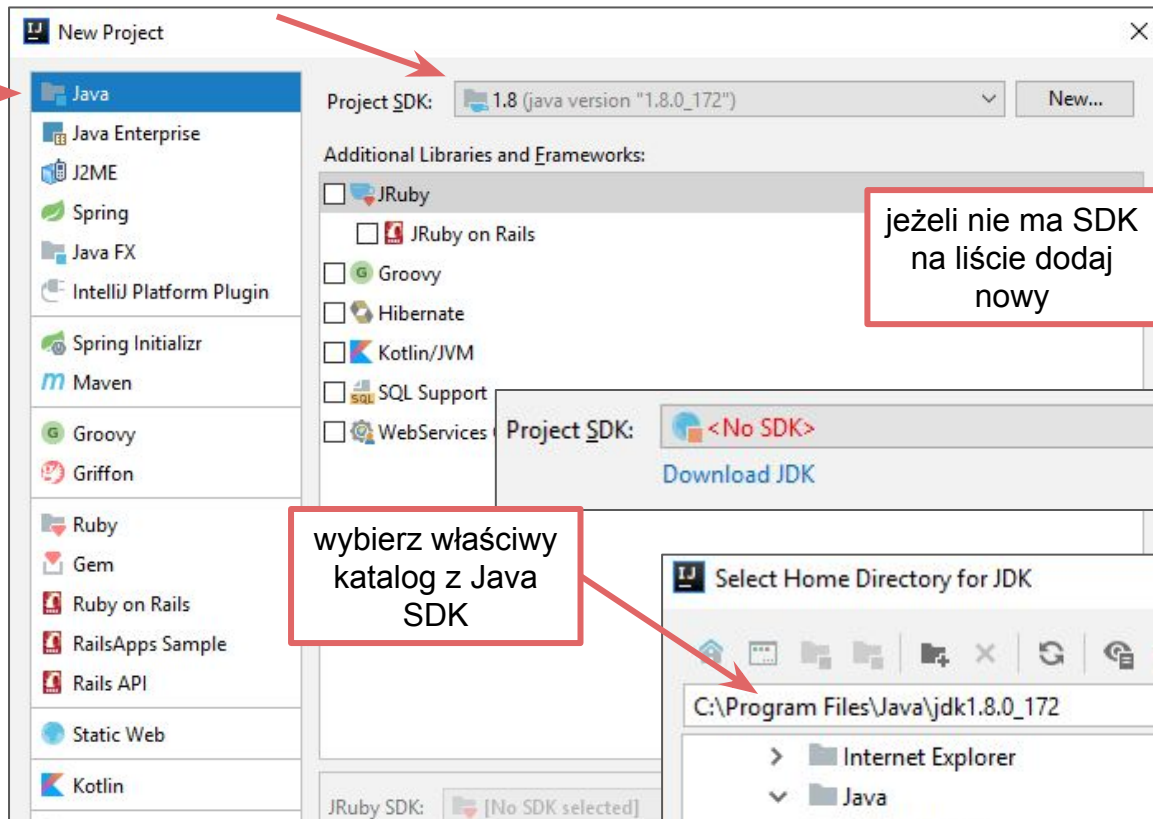 New Project
Java
Java Enterprise
J2ME
Spring
Java FX
IntelliJ Platform Plugin
Spring Initializr
Maven
Groovy
Griffon
Ruby
Gem
Ruby on Rails
RailsApps Sample
Rails API
Static Web
Kotlin
Project SDK: 1.8 (java version "1.8.0_172") New...
Additional Libraries and Frameworks:
JRuby
JRuby on Rails
Groovy
Hibernate
Kotlin/JVM
SQL Support
WebServices
jeżeli nie ma SDK
na liście dodaj
nowy
Project SDK: <No SDK>
Download JDK
wybierz właściwy
katalog z Java
SDK
Select Home Directory for JDK
C:\Program Files\Java\jdk1.8.0_172
Internet Explorer
Java
JRuby SDK: [No SDK selected]